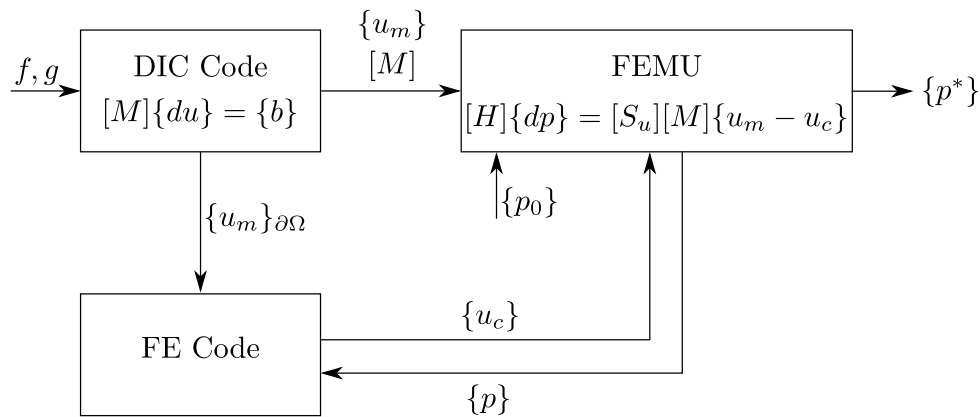 f, g
DIC Code
[M]{du} = {b}
{u_m}
[M]
FEMU
[H]{dp} = [S_u][M]{u_m − u_c}
{p*}
{p_0}
{u_m}_∂Ω
FE Code
{u_c}
{p}